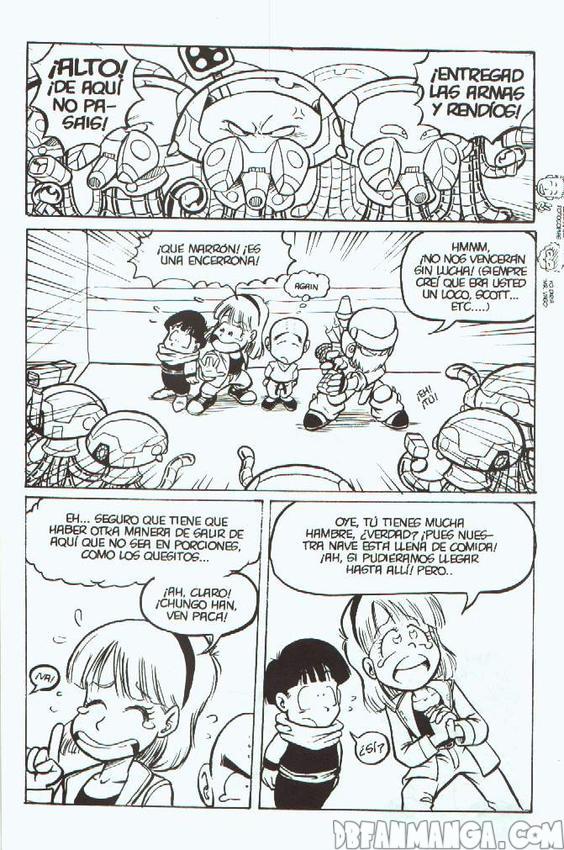 ¡ALTO!
¡DE AQUÍ
NO PA-
SAIS!
¡ENTREGAD
LAS ARMAS
Y RENDÍOS!
¡QUE MARRÓN! ¡ES
UNA ENCERRONA!
AGAIN
HMMM,
¡NO NOS VENCERÁN
SIN LUCHA! (SIEMPRE
CREÍ QUE ERA USTED
UN LOCO, SCOTT...
ETC.....)
¡EH!
¡TÚ!
EH... SEGURO QUE TIENE QUE
HABER OTRA MANERA DE SALIR DE
AQUÍ QUE NO SEA EN PORCIONES,
COMO LOS QUESITOS...
¡AH, CLARO!
¡CHUNGO HAN,
VEN PACA!
¡VA!
OYE, TÚ TIENES MUCHA
HAMBRE, ¿VERDAD? ¡PUES NUES-
TRA NAVE ESTA LLENA DE COMIDA!
¡AH, SI PUDIERAMOS LLEGAR
HASTA ALLÍ! PERO..
¿SÍ?
DBFANMANGA.COM